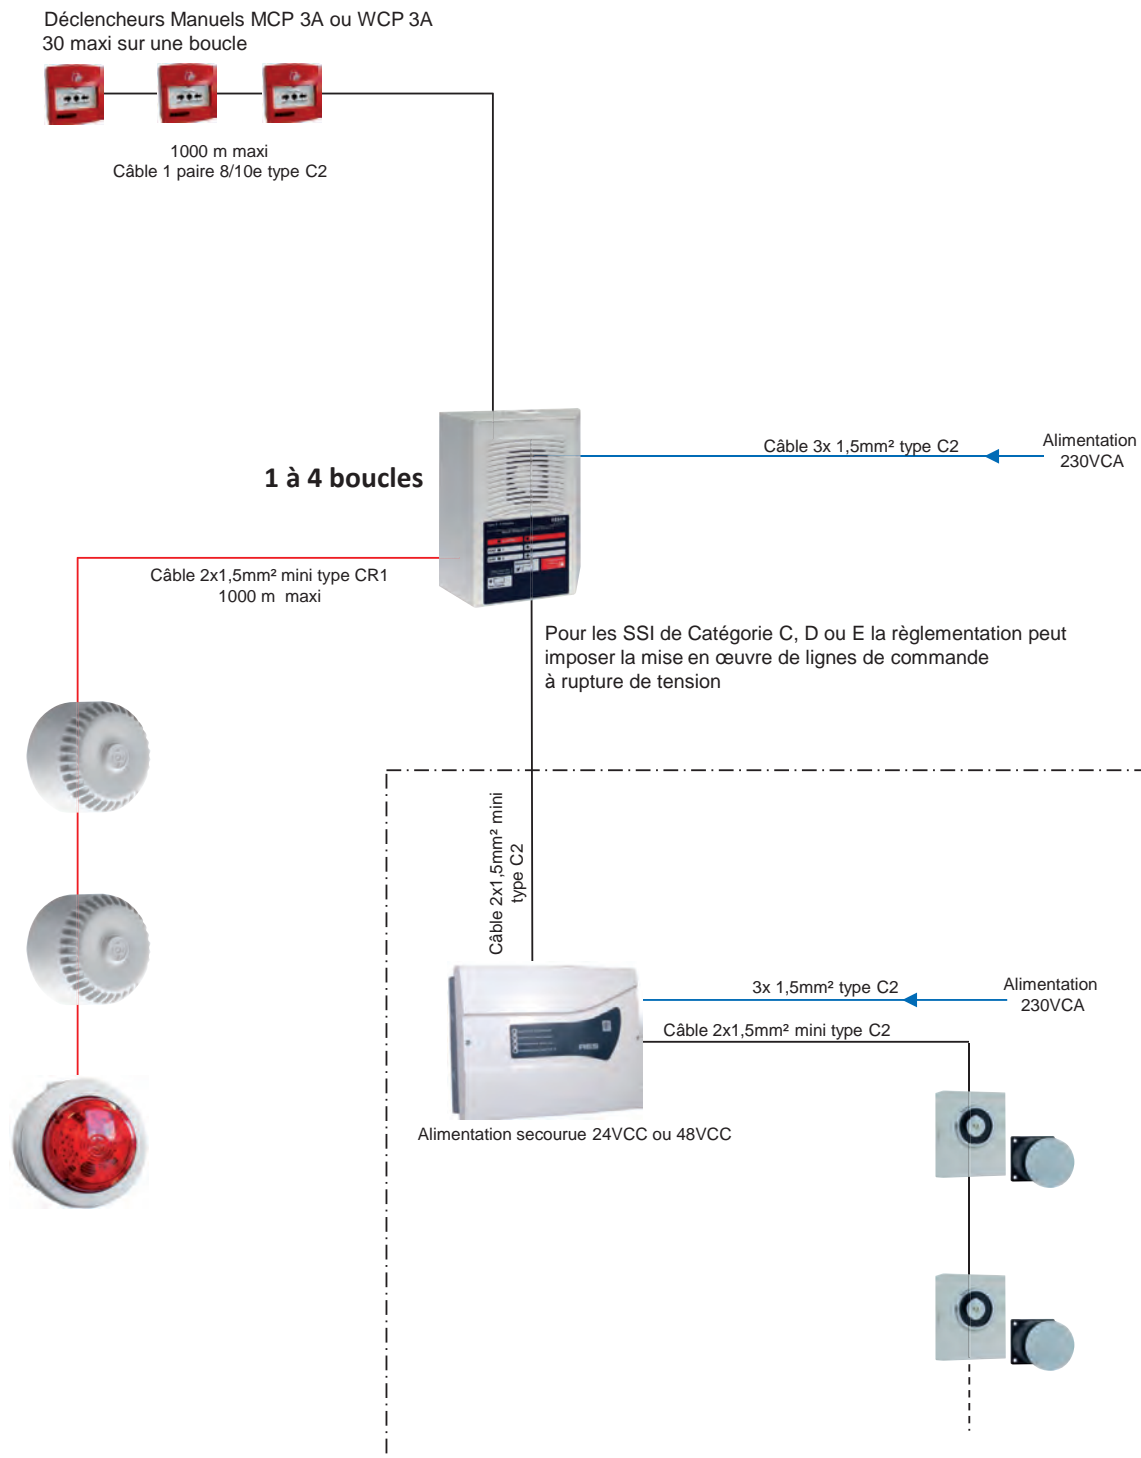 Déclencheurs Manuels MCP 3A ou WCP 3A
30 maxi sur une boucle
1000 m maxi
Câble 1 paire 8/10e type C2
Câble 3x 1,5mm² type C2
Alimentation
230VCA
1 à 4 boucles
Câble 2x1,5mm² mini type CR1
1000 m maxi
Pour les SSI de Catégorie C, D ou E la règlementation peut
imposer la mise en œuvre de lignes de commande
à rupture de tension
Câble 2x1,5mm² mini
type C2
3x 1,5mm² type C2
Alimentation
230VCA
Câble 2x1,5mm² mini type C2
Alimentation secourue 24VCC ou 48VCC